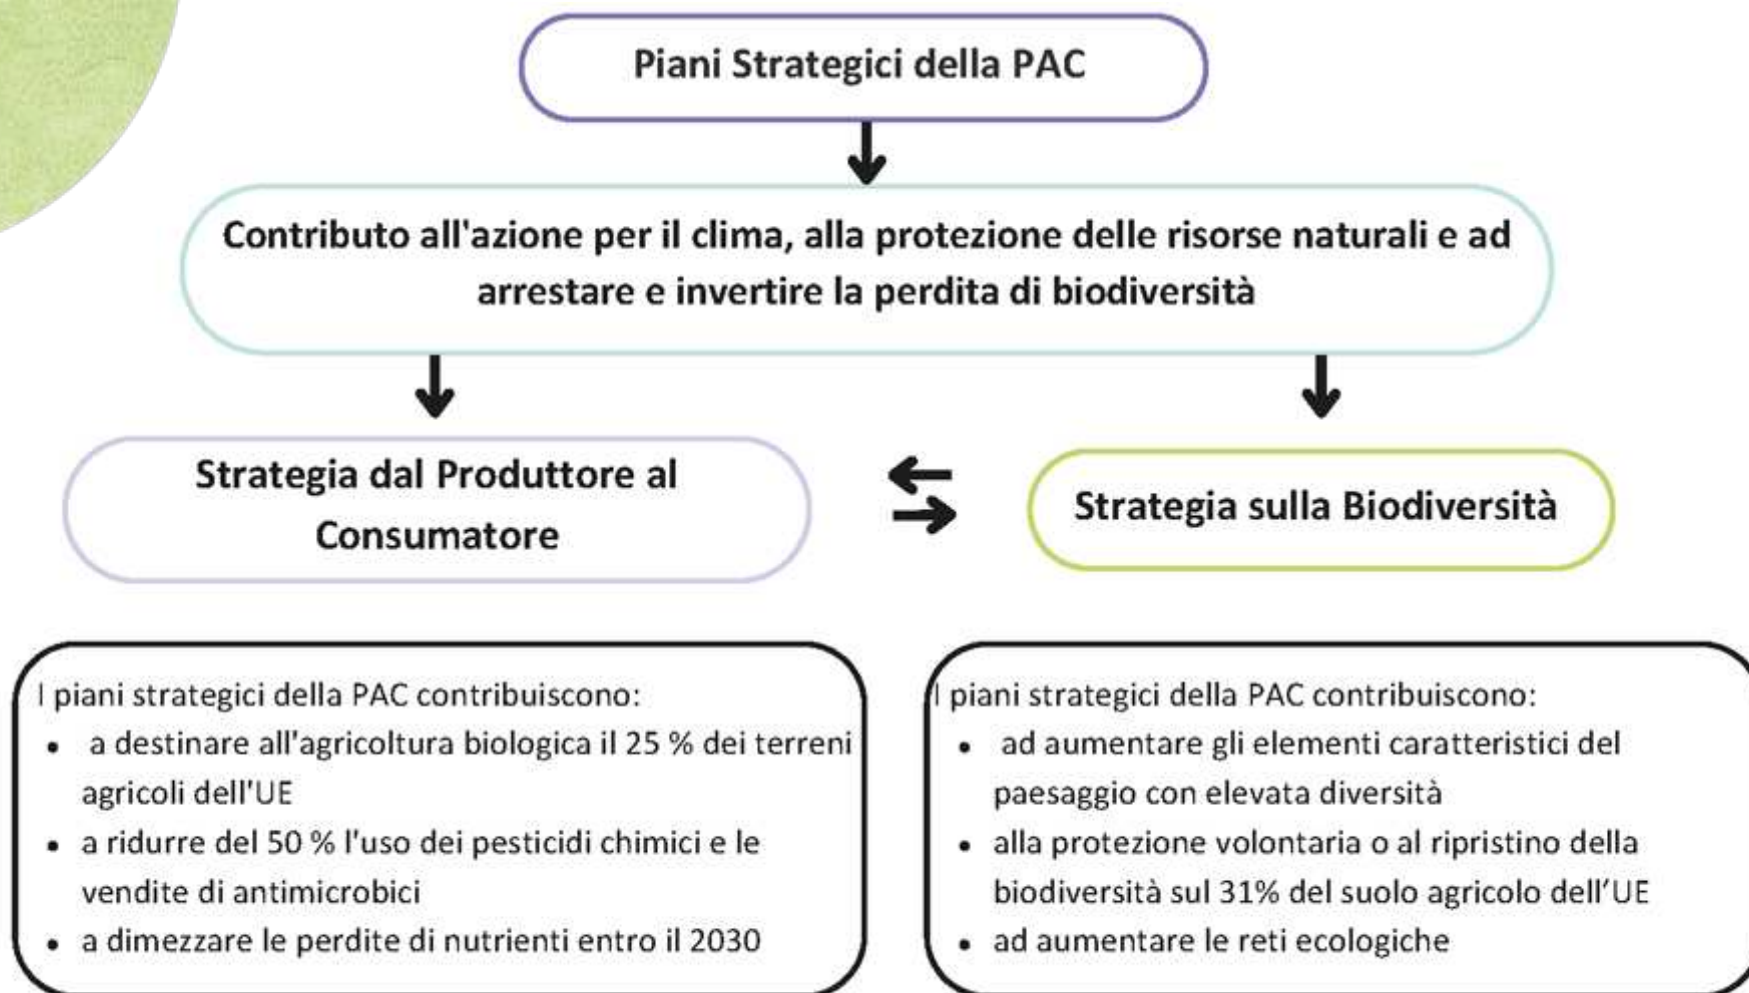 Piani Strategici della PAC
Contributo all'azione per il clima, alla protezione delle risorse naturali e ad
arrestare e invertire la perdita di biodiversità
Strategia dal Produttore al
Consumatore
Strategia sulla Biodiversità
I piani strategici della PAC contribuiscono:
• a destinare all'agricoltura biologica il 25 % dei terreni
agricoli dell'UE
• a ridurre del 50 % l'uso dei pesticidi chimici e le
vendite di antimicrobici
• a dimezzare le perdite di nutrienti entro il 2030
I piani strategici della PAC contribuiscono:
• ad aumentare gli elementi caratteristici del
paesaggio con elevata diversità
• alla protezione volontaria o al ripristino della
biodiversità sul 31% del suolo agricolo dell’UE
• ad aumentare le reti ecologiche